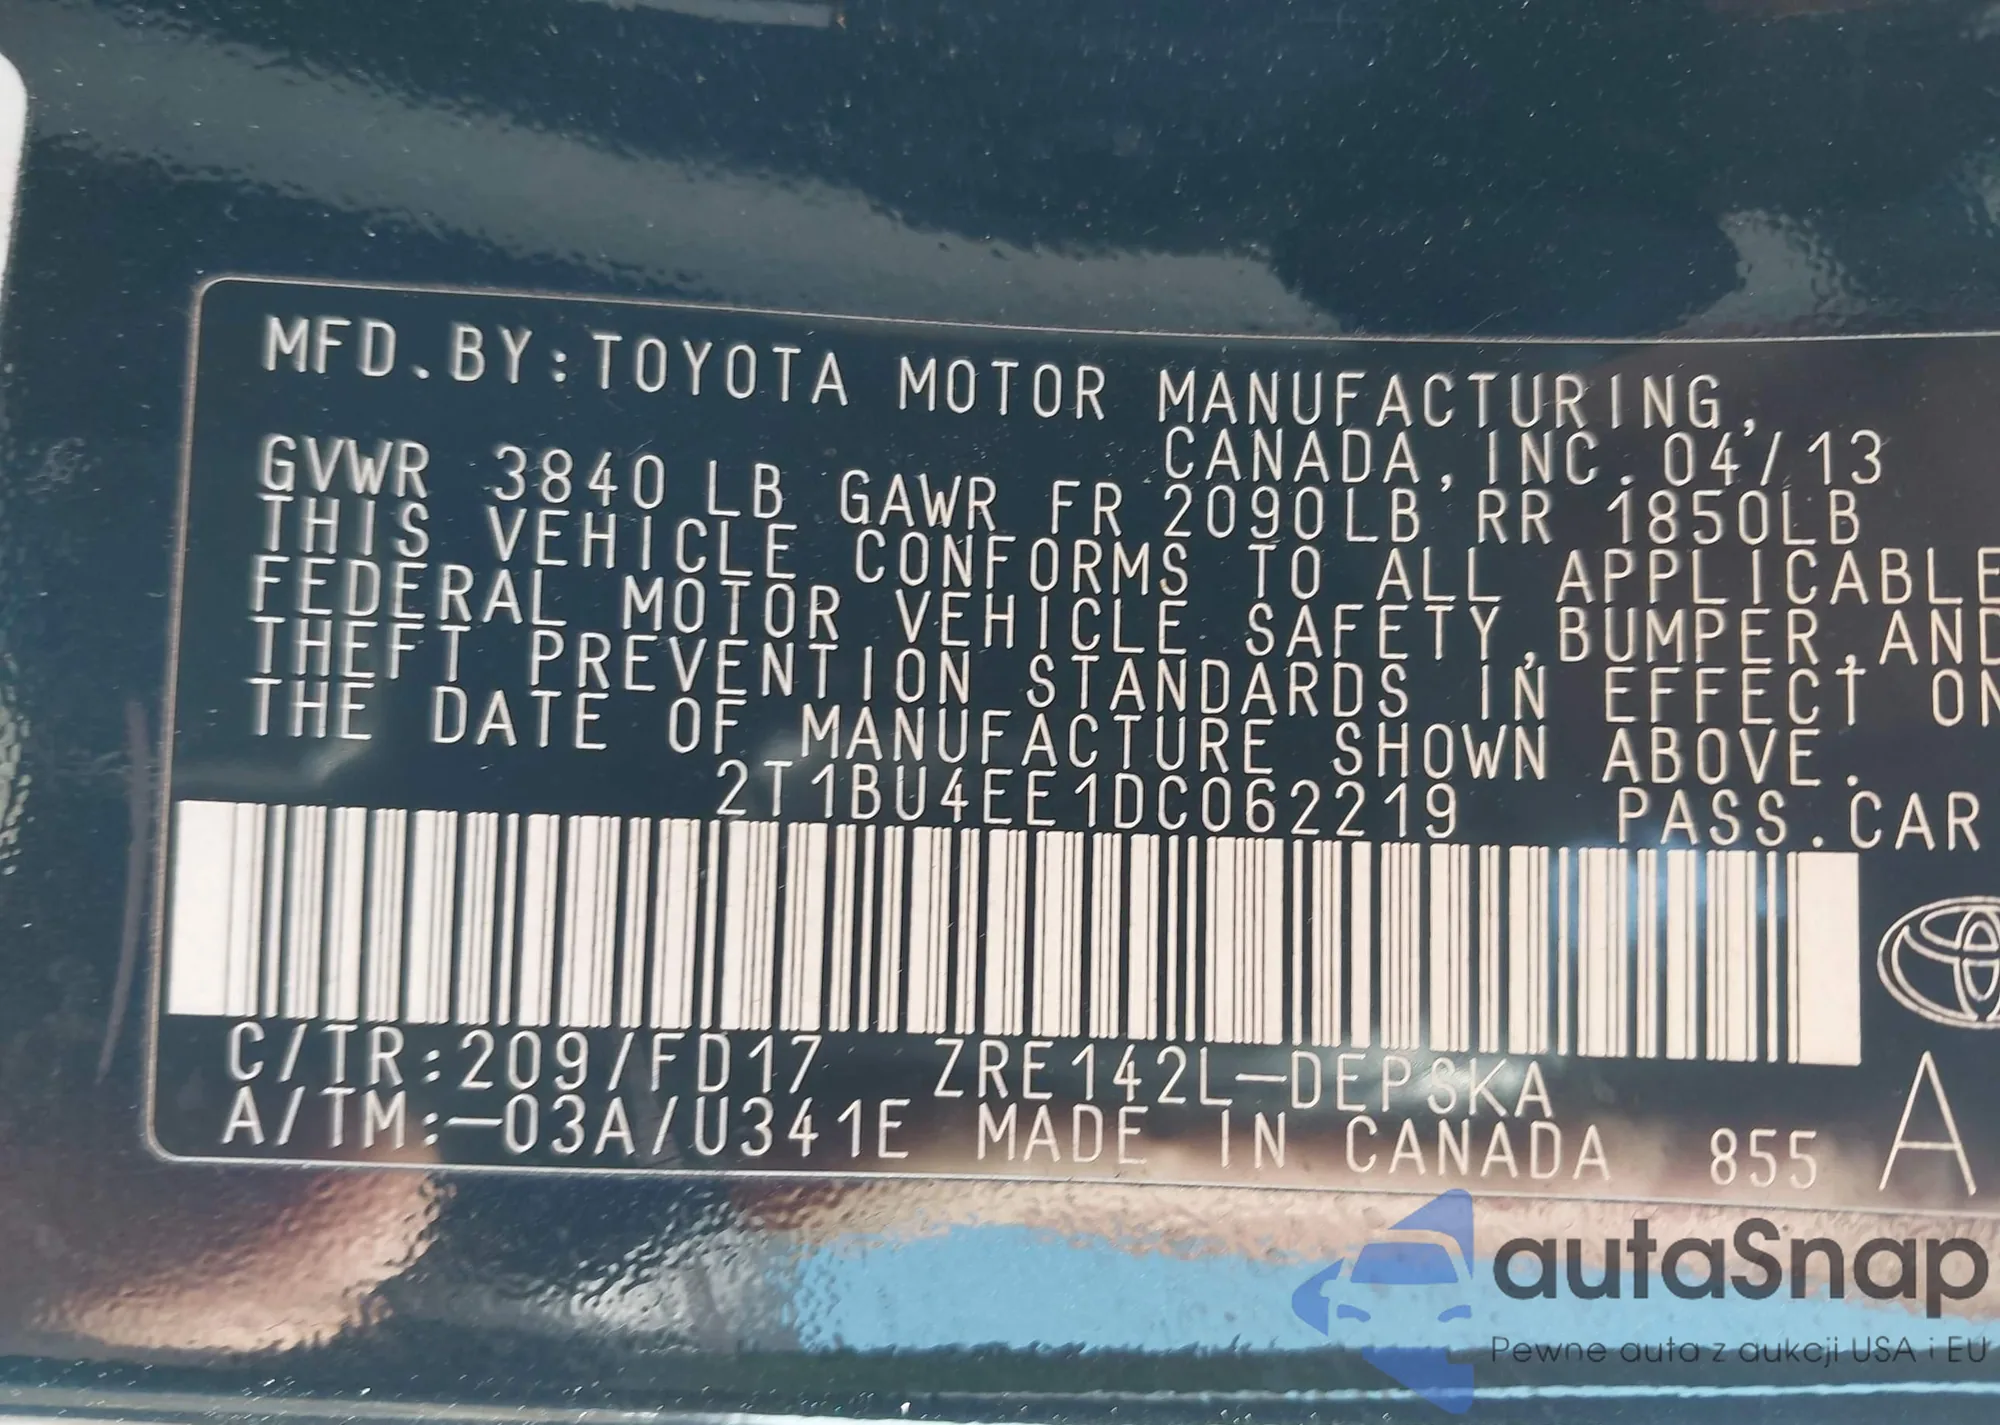 MFD.BY:TOYOTA MOTOR MANUFACTURING,
CANADA,INC.04/13
GVWR 3840 LB GAWR FR 2090LB RR 1850LB
THIS VEHICLE CONFORMS TO ALL APPLICABLE
FEDERAL MOTOR VEHICLE SAFETY,BUMPER,AND
THEFT PREVENTION STANDARDS IN EFFECT ON
THE DATE OF MANUFACTURE SHOWN ABOVE.
2T1BU4EE1DC062219 PASS.CAR
C/TR:209/FD17 ZRE142L-DEPSKA
A/TM:-03A/U341E MADE IN CANADA 855 A
autaSnap
Pewne auta z aukcji USA i EU